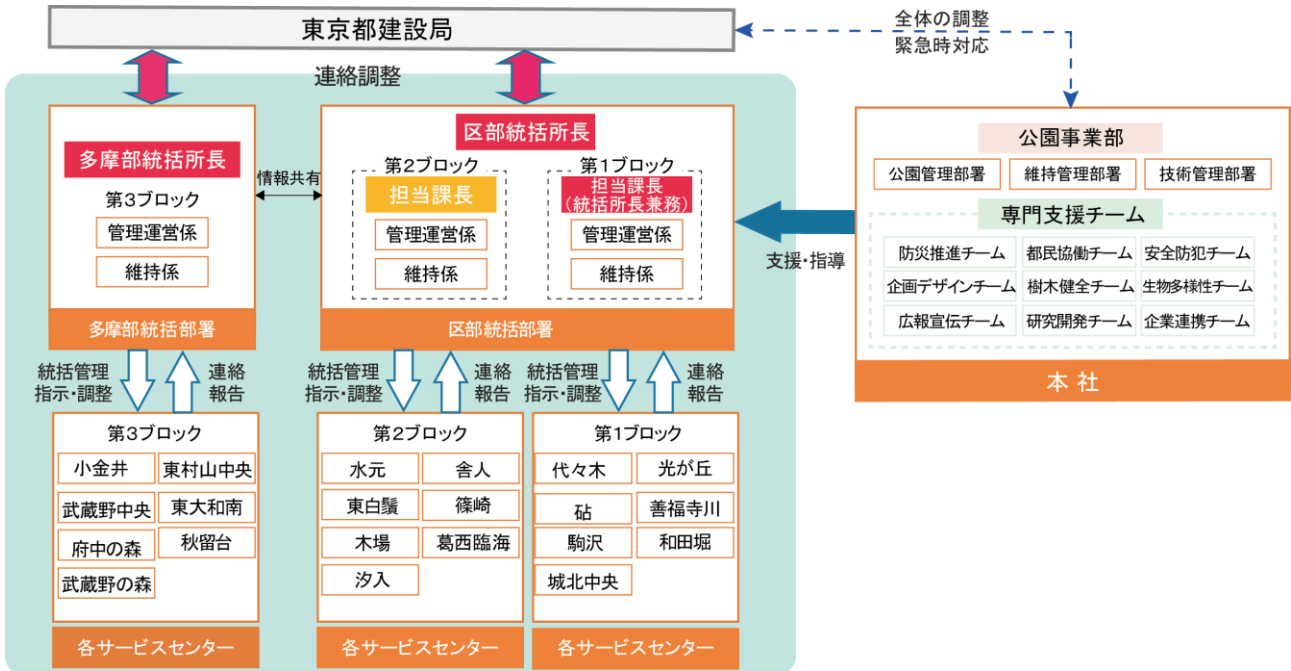 東京都建設局
全体の調整
緊急時対応
連絡調整
多摩部統括所長
第3ブロック
管理運営係
維持係
多摩部統括部署
情報共有
区部統括所長
第2ブロック
担当課長
管理運営係
維持係
第1ブロック
担当課長
(統括所長兼務)
管理運営係
維持係
区部統括部署
支援・指導
公園事業部
公園管理部署
維持管理部署
技術管理部署
専門支援チーム
防災推進チーム
都民協働チーム
安全防犯チーム
企画デザインチーム
樹木健全チーム
生物多様性チーム
広報宣伝チーム
研究開発チーム
企業連携チーム
本社
統括管理
指示・調整
連絡
報告
統括管理
指示・調整
連絡
報告
統括管理
指示・調整
連絡
報告
第3ブロック
小金井
東村山中央
武蔵野中央
東大和南
府中の森
秋留台
武蔵野の森
各サービスセンター
第2ブロック
水元
舎人
東白鬚
篠崎
木場
葛西臨海
汐入
各サービスセンター
第1ブロック
代々木
光が丘
砧
善福寺川
駒沢
和田堀
城北中央
各サービスセンター